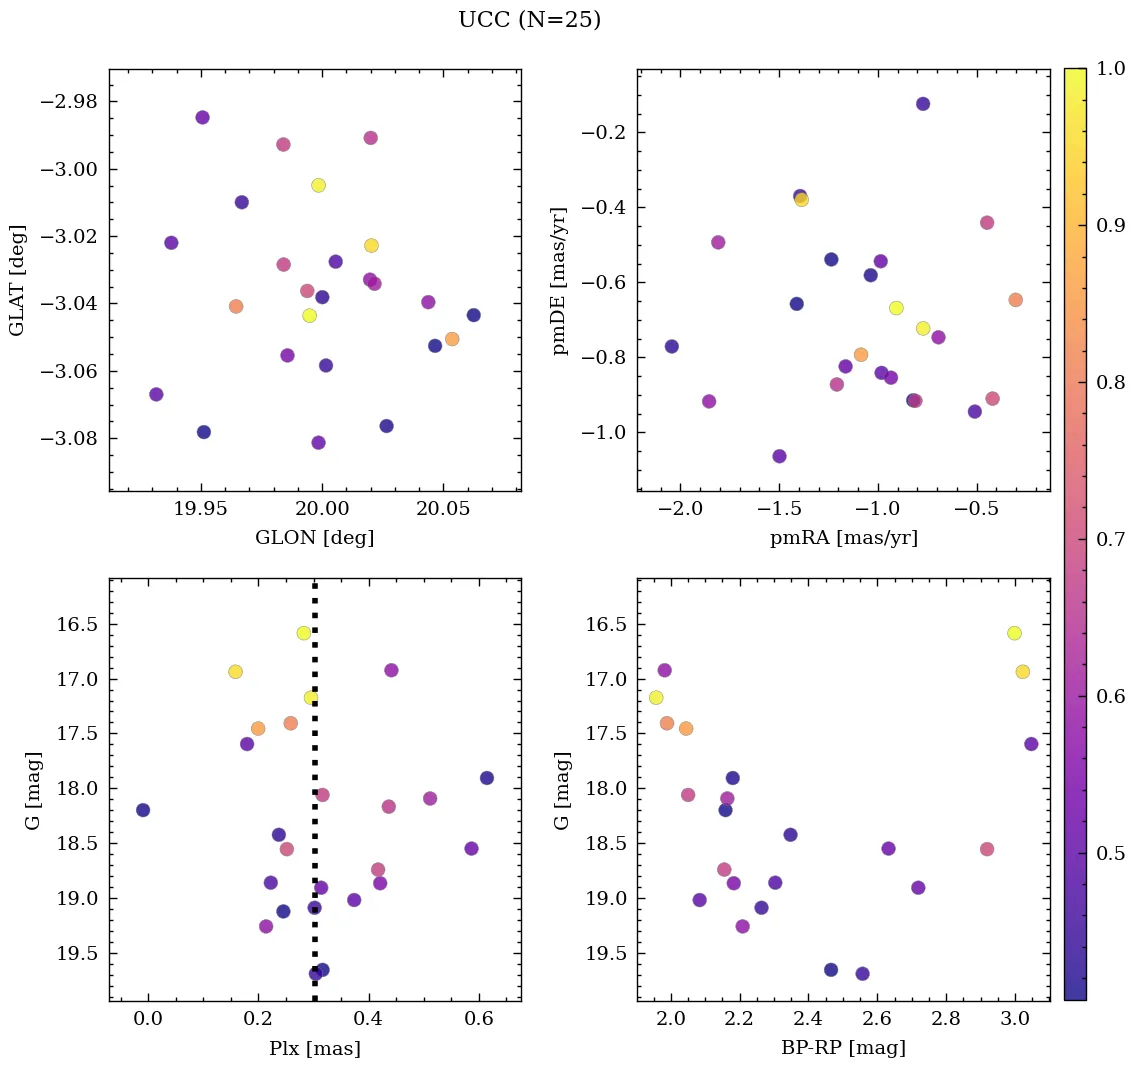 UCC (N=25)
−2.98
−3.00
−3.02
−3.04
−3.06
−3.08
GLAT [deg]
19.95 20.00 20.05
GLON [deg]
−0.2
−0.4
−0.6
−0.8
−1.0
pmDE [mas/yr]
−2.0 −1.5 −1.0 −0.5
pmRA [mas/yr]
16.5
17.0
17.5
18.0
18.5
19.0
19.5
G [mag]
0.0 0.2 0.4 0.6
Plx [mas]
16.5
17.0
17.5
18.0
18.5
19.0
19.5
G [mag]
2.0 2.2 2.4 2.6 2.8 3.0
BP-RP [mag]
1.0
0.9
0.8
0.7
0.6
0.5